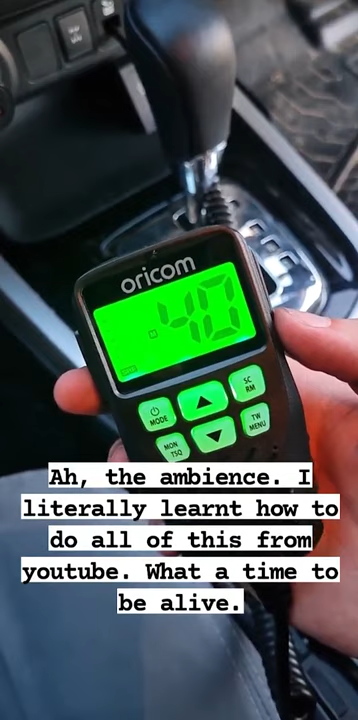 oricom
40
MODE
SC
RM
MON
TSQ
TW
MENU
Ah, the ambience. I
literally learnt how to
do all of this from
youtube. What a time to
be alive.